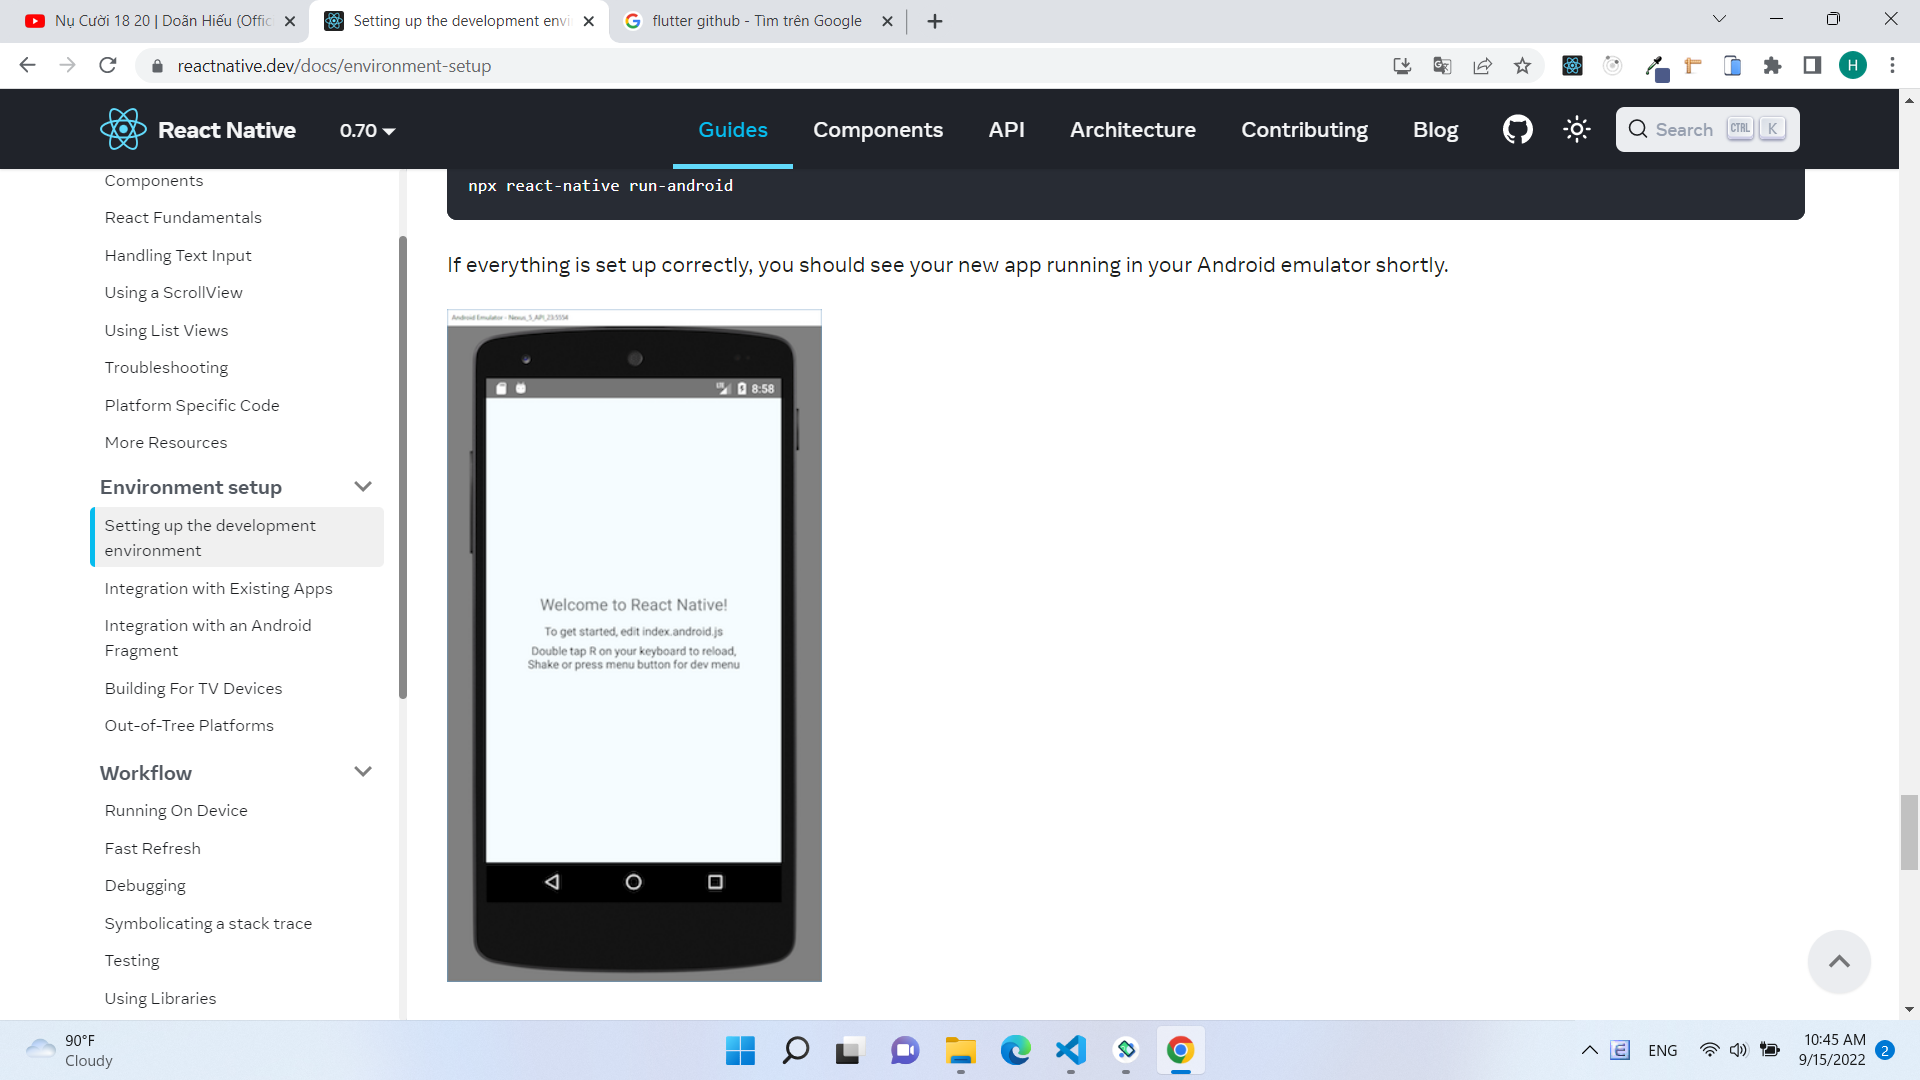 Nụ Cười 18 20 | Doãn Hiếu (Offic
Setting up the development envi
flutter github - Tìm trên Google
reactnative.dev/docs/environment-setup
H
React Native
0.70
Guides
Components
API
Architecture
Contributing
Blog
Search
CTRL
K
Components
React Fundamentals
Handling Text Input
Using a ScrollView
Using List Views
Troubleshooting
Platform Specific Code
More Resources
Environment setup
Setting up the development
environment
Integration with Existing Apps
Integration with an Android
Fragment
Building For TV Devices
Out-of-Tree Platforms
Workflow
Running On Device
Fast Refresh
Debugging
Symbolicating a stack trace
Testing
Using Libraries
npx react-native run-android
If everything is set up correctly, you should see your new app running in your Android emulator shortly.
Android Emulator - Nexus_5_API_23:5554
8:58
Welcome to React Native!
To get started, edit index.android.js
Double tap R on your keyboard to reload,
Shake or press menu button for dev menu
90°F
Cloudy
ENG
10:45 AM
9/15/2022
2